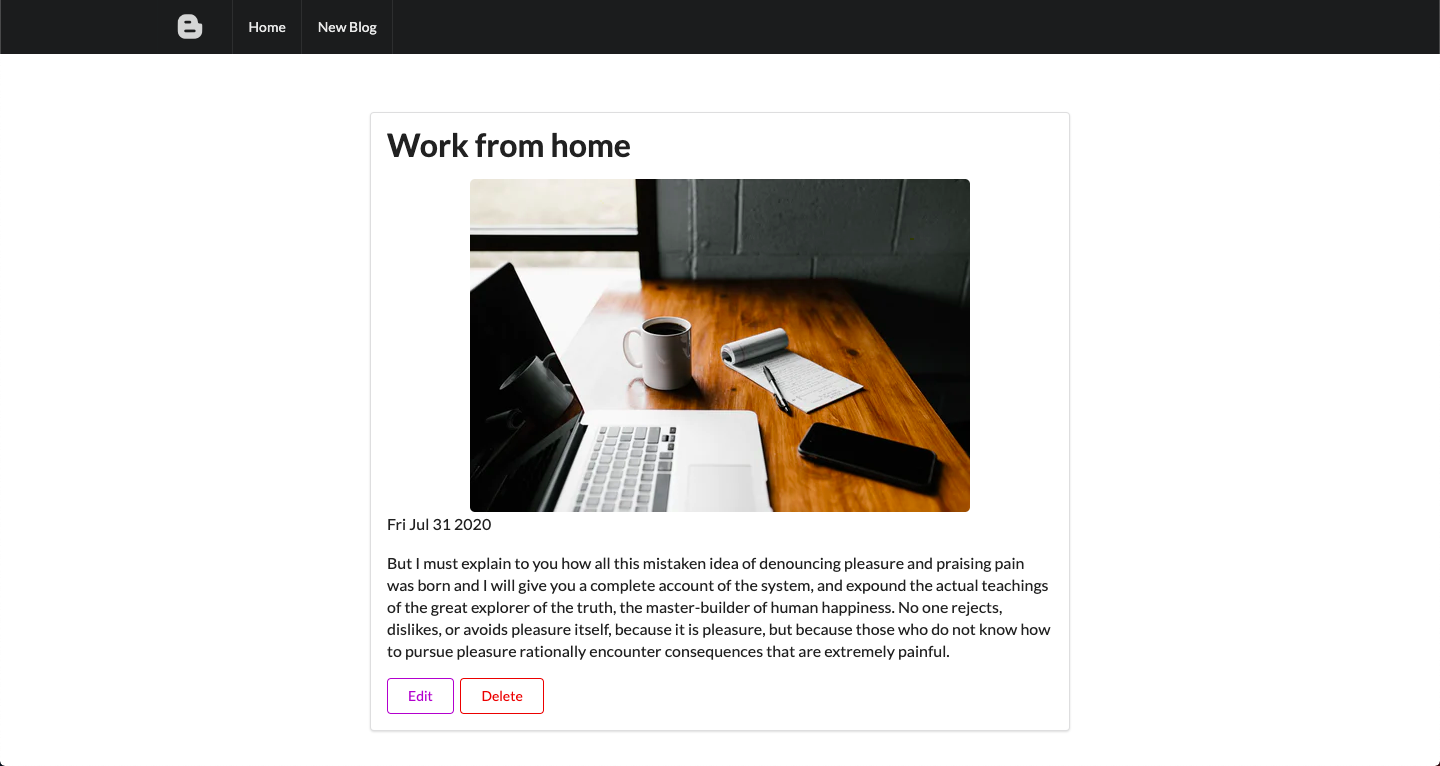 Home
New Blog
Work from home
Fri Jul 31 2020
But I must explain to you how all this mistaken idea of denouncing pleasure and praising pain
was born and I will give you a complete account of the system, and expound the actual teachings
of the great explorer of the truth, the master-builder of human happiness. No one rejects,
dislikes, or avoids pleasure itself, because it is pleasure, but because those who do not know how
to pursue pleasure rationally encounter consequences that are extremely painful.
Edit
Delete